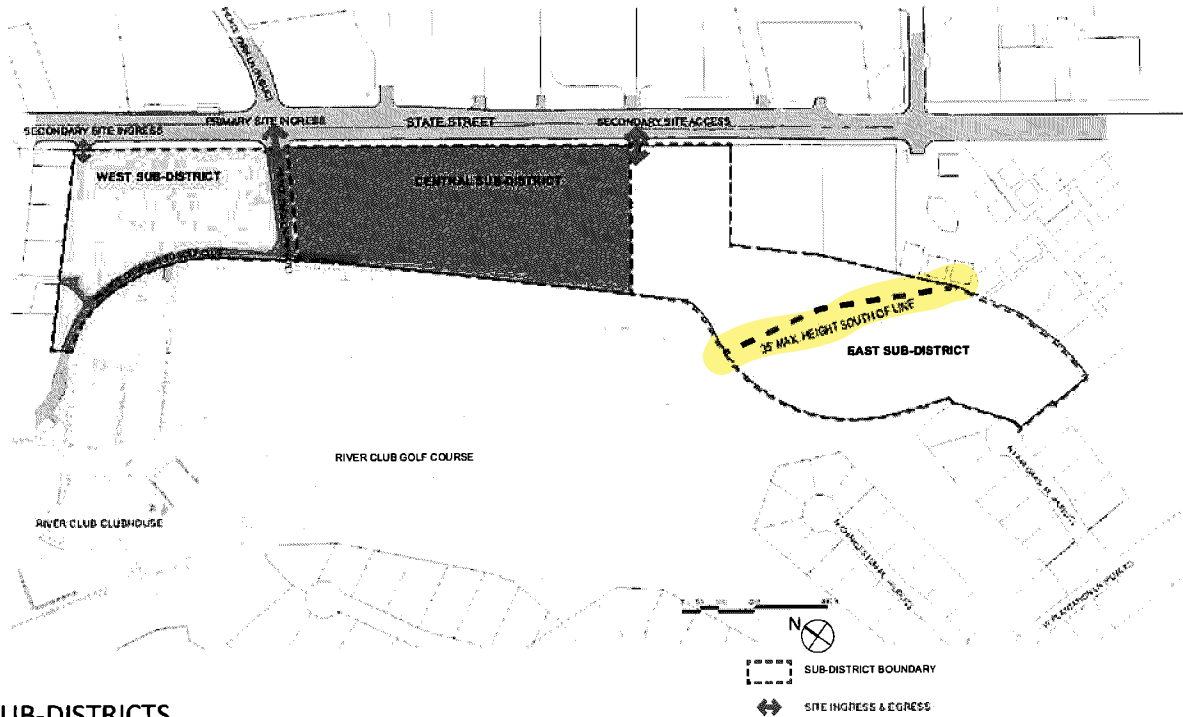 SECONDARY SITE INGRESS
PRIMARY SITE INGRESS
STATE STREET
SECONDARY SITE ACCESS
WEST SUB-DISTRICT
CENTRAL SUB-DISTRICT
35' MAX. HEIGHT SOUTH OF LINE
EAST SUB-DISTRICT
RIVER CLUB GOLF COURSE
RIVER CLUB CLUBHOUSE
N
SUB-DISTRICT BOUNDARY
SITE INGRESS & EGRESS
UB-DISTRICTS